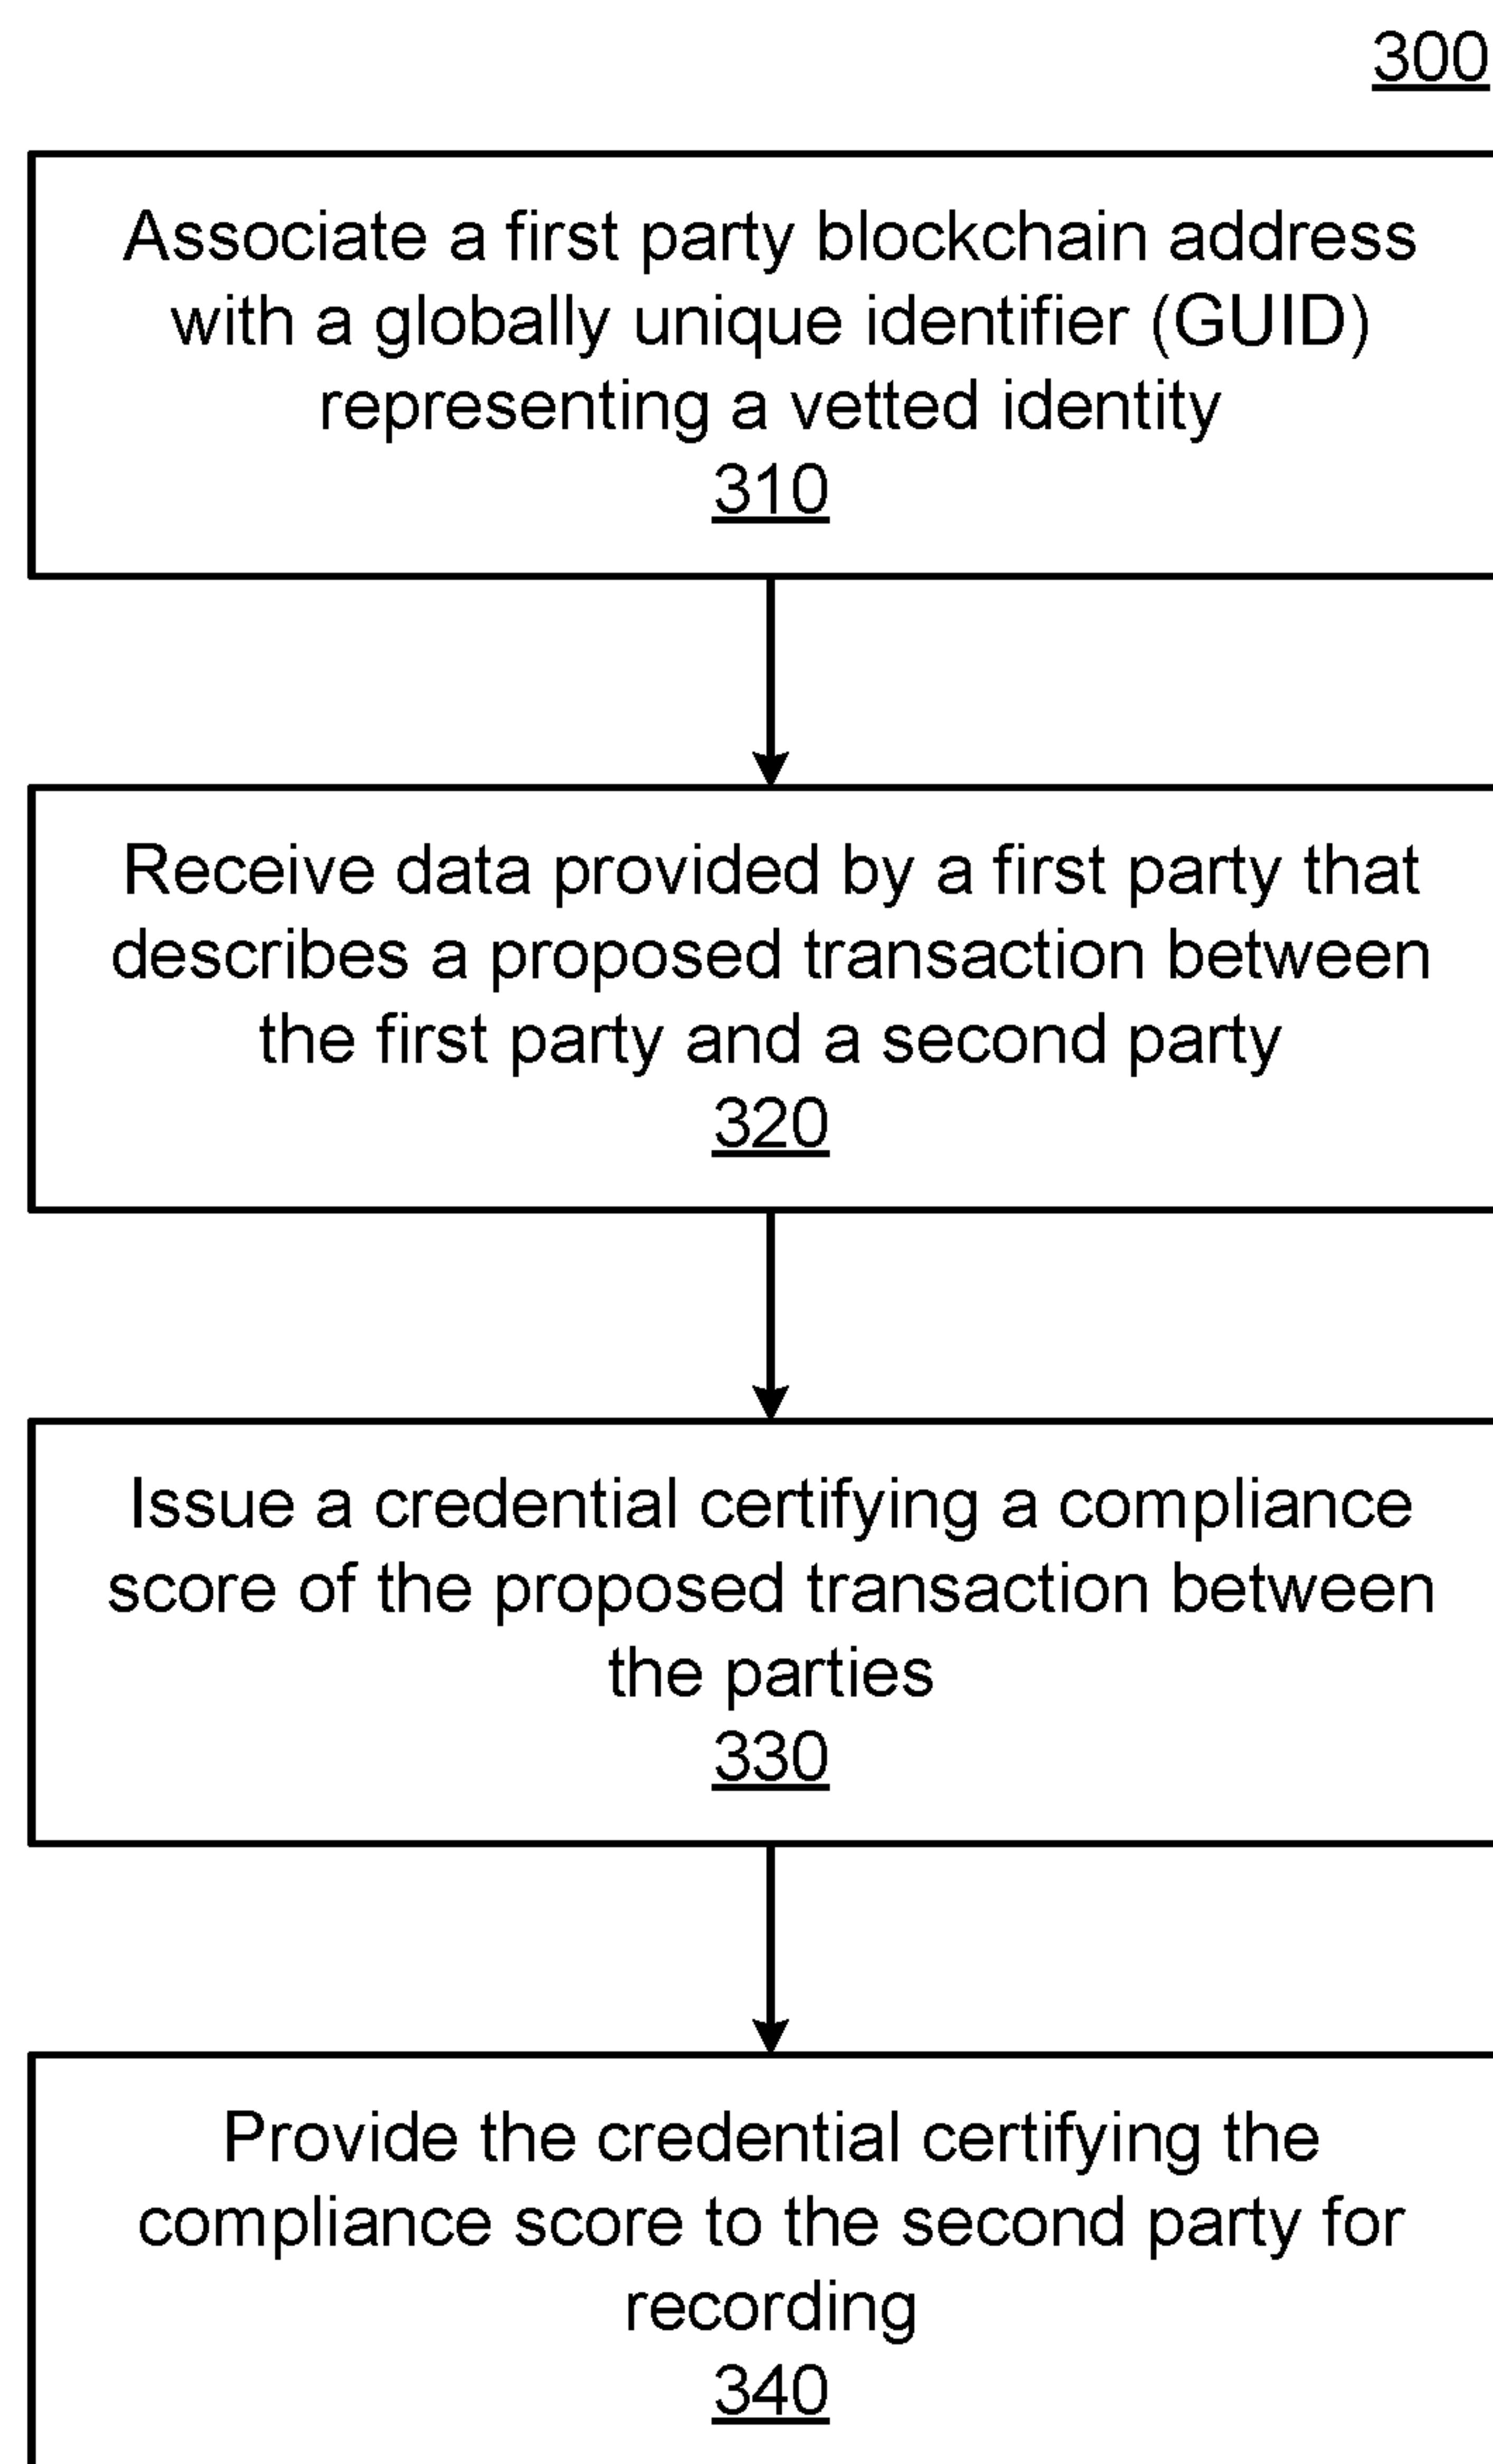 300
Associate a first party blockchain address
with a globally unique identifier (GUID)
representing a vetted identity
310
Receive data provided by a first party that
describes a proposed transaction between
the first party and a second party
320
Issue a credential certifying a compliance
score of the proposed transaction between
the parties
330
Provide the credential certifying the
compliance score to the second party for
recording
340